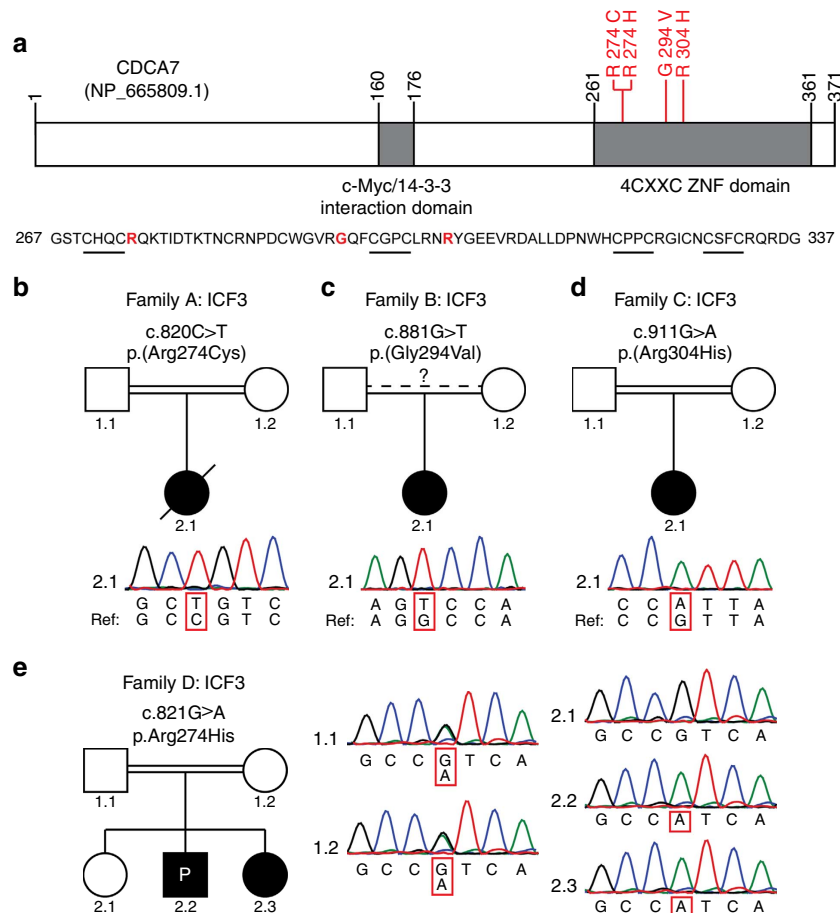 a
CDCA7
(NP_665809.1)
1
160
176
261
R 274 C
R 274 H
G 294 V
R 304 H
361
371
c-Myc/14-3-3
interaction domain
4CXXC ZNF domain
267 GSTCHQCRQKTIDTKTNCRNPDCWGVRGQFCGPCLRNRYGEEVRDALLDPNWHCPPCRGICNCSFCRQRDG 337
b
Family A: ICF3
c.820C>T
p.(Arg274Cys)
1.1
1.2
2.1
2.1
G C T G T C
Ref: G C C G T C
c
Family B: ICF3
c.881G>T
p.(Gly294Val)
?
1.1
1.2
2.1
2.1
A G T C C A
Ref: A G G C C A
d
Family C: ICF3
c.911G>A
p.(Arg304His)
1.1
1.2
2.1
2.1
C C A T T A
Ref: C C G T T A
e
Family D: ICF3
c.821G>A
p.Arg274His
1.1
1.2
2.1
P
2.2
2.3
1.1
G C C G T C A
A
1.2
G C C G T C A
A
2.1
G C C G T C A
2.2
G C C A T C A
2.3
G C C A T C A